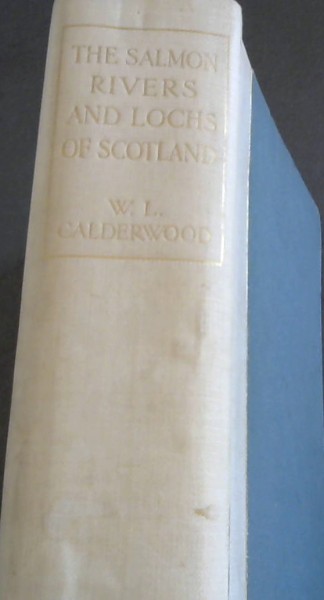 THE SALMON
RIVERS
AND LOCHS
OF SCOTLAND
W. L.
CALDERWOOD